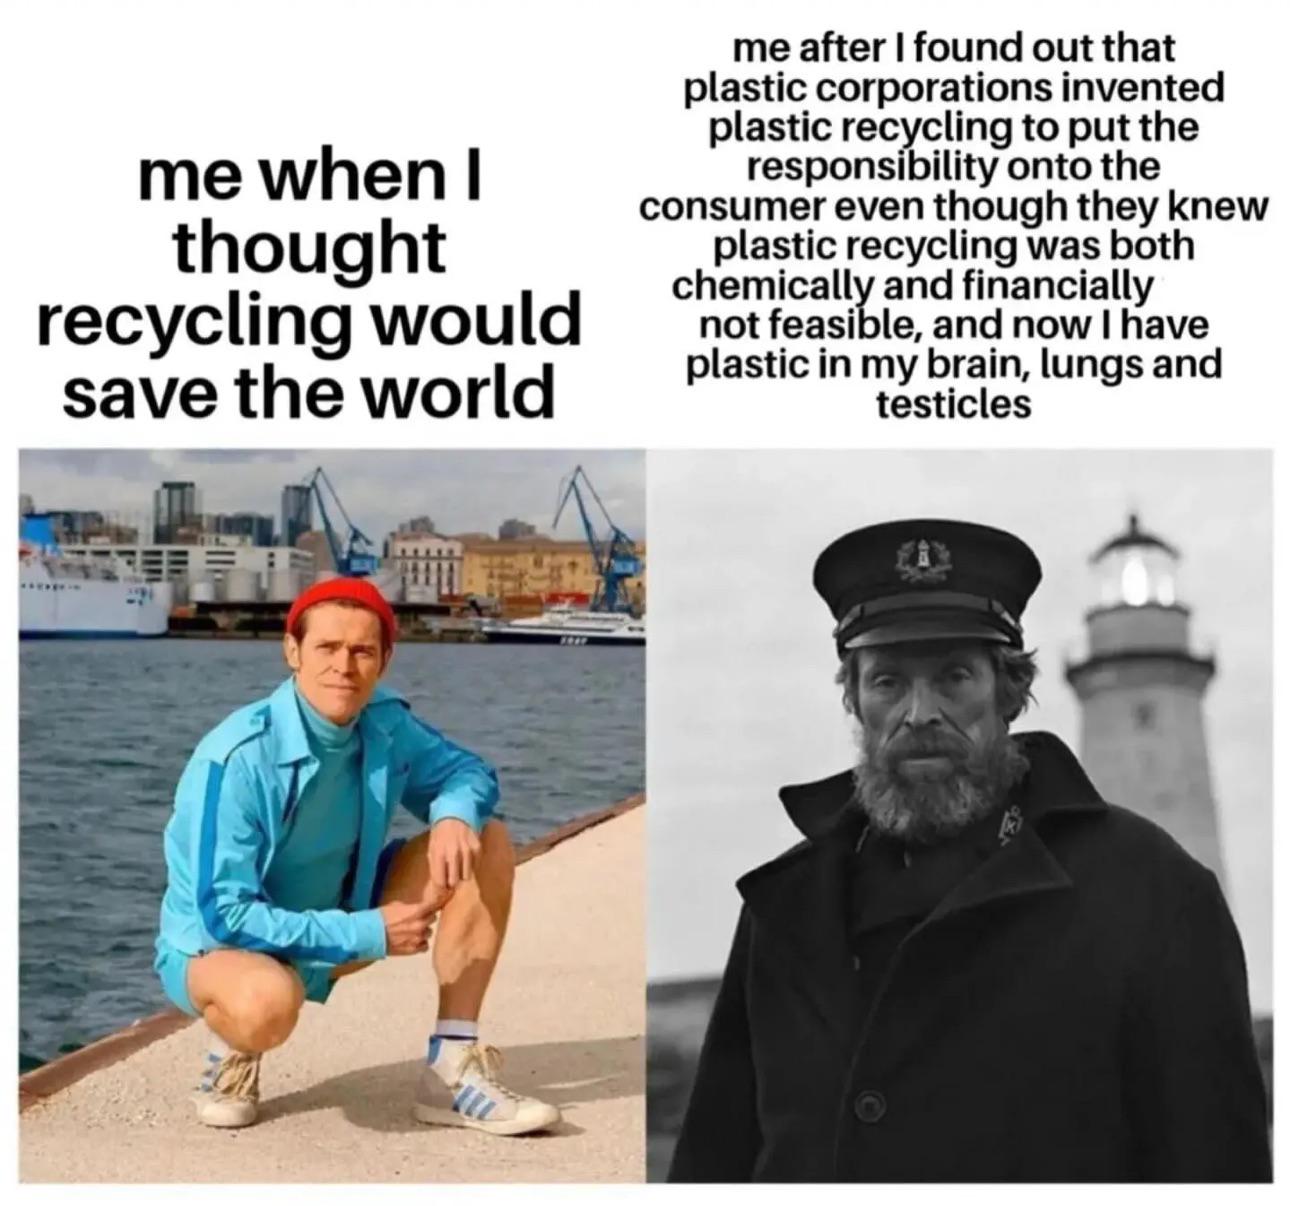 me when I
thought
recycling would
save the world
me after I found out that
plastic corporations invented
plastic recycling to put the
responsibility onto the
consumer even though they knew
plastic recycling was both
chemically and financially
not feasible, and now I have
plastic in my brain, lungs and
testicles